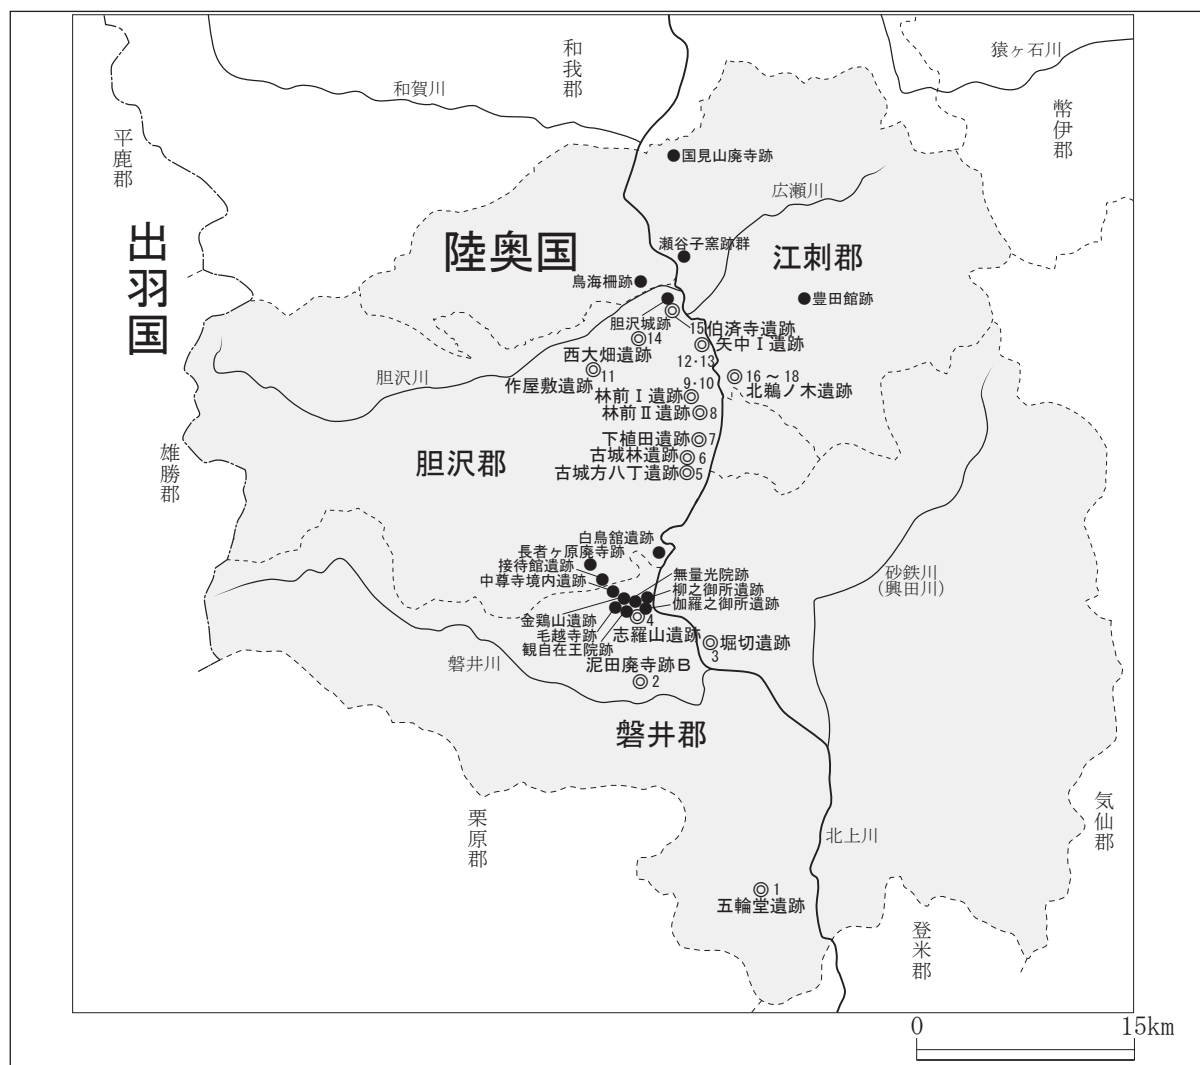 和我郡
猿ヶ石川
和賀川
幣伊郡
平鹿郡
国見山廃寺跡
広瀬川
出羽国
陸奥国
瀬谷子窯跡群
江刺郡
鳥海柵跡
豊田館跡
胆沢城跡
15伯済寺遺跡
14
矢中Ⅰ遺跡
西大畑遺跡
12・13
胆沢川
11
作屋敷遺跡
9・10
16～18
北鵜ノ木遺跡
林前Ⅰ遺跡
林前Ⅱ遺跡
8
下植田遺跡
7
古城林遺跡
6
古城方八丁遺跡
5
胆沢郡
雄勝郡
白鳥舘遺跡
長者ヶ原廃寺跡
接待館遺跡
中尊寺境内遺跡
無量光院跡
柳之御所遺跡
伽羅之御所遺跡
砂鉄川
(興田川)
金鶏山遺跡
毛越寺跡
観自在王院跡
4
志羅山遺跡
堀切遺跡
3
磐井川
泥田廃寺跡B
2
磐井郡
栗原郡
気仙郡
北上川
1
五輪堂遺跡
登米郡
0
15km